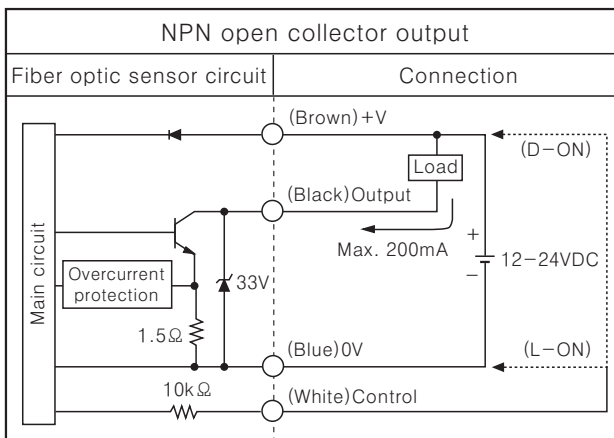 NPN open collector output
Fiber optic sensor circuit
Connection
(Brown)+V
(D-ON)
Load
(Black)Output
Max. 200mA
+
12-24VDC
-
Main circuit
Overcurrent
protection
33V
1.5Ω
(Blue)0V
(L-ON)
10kΩ
(White)Control